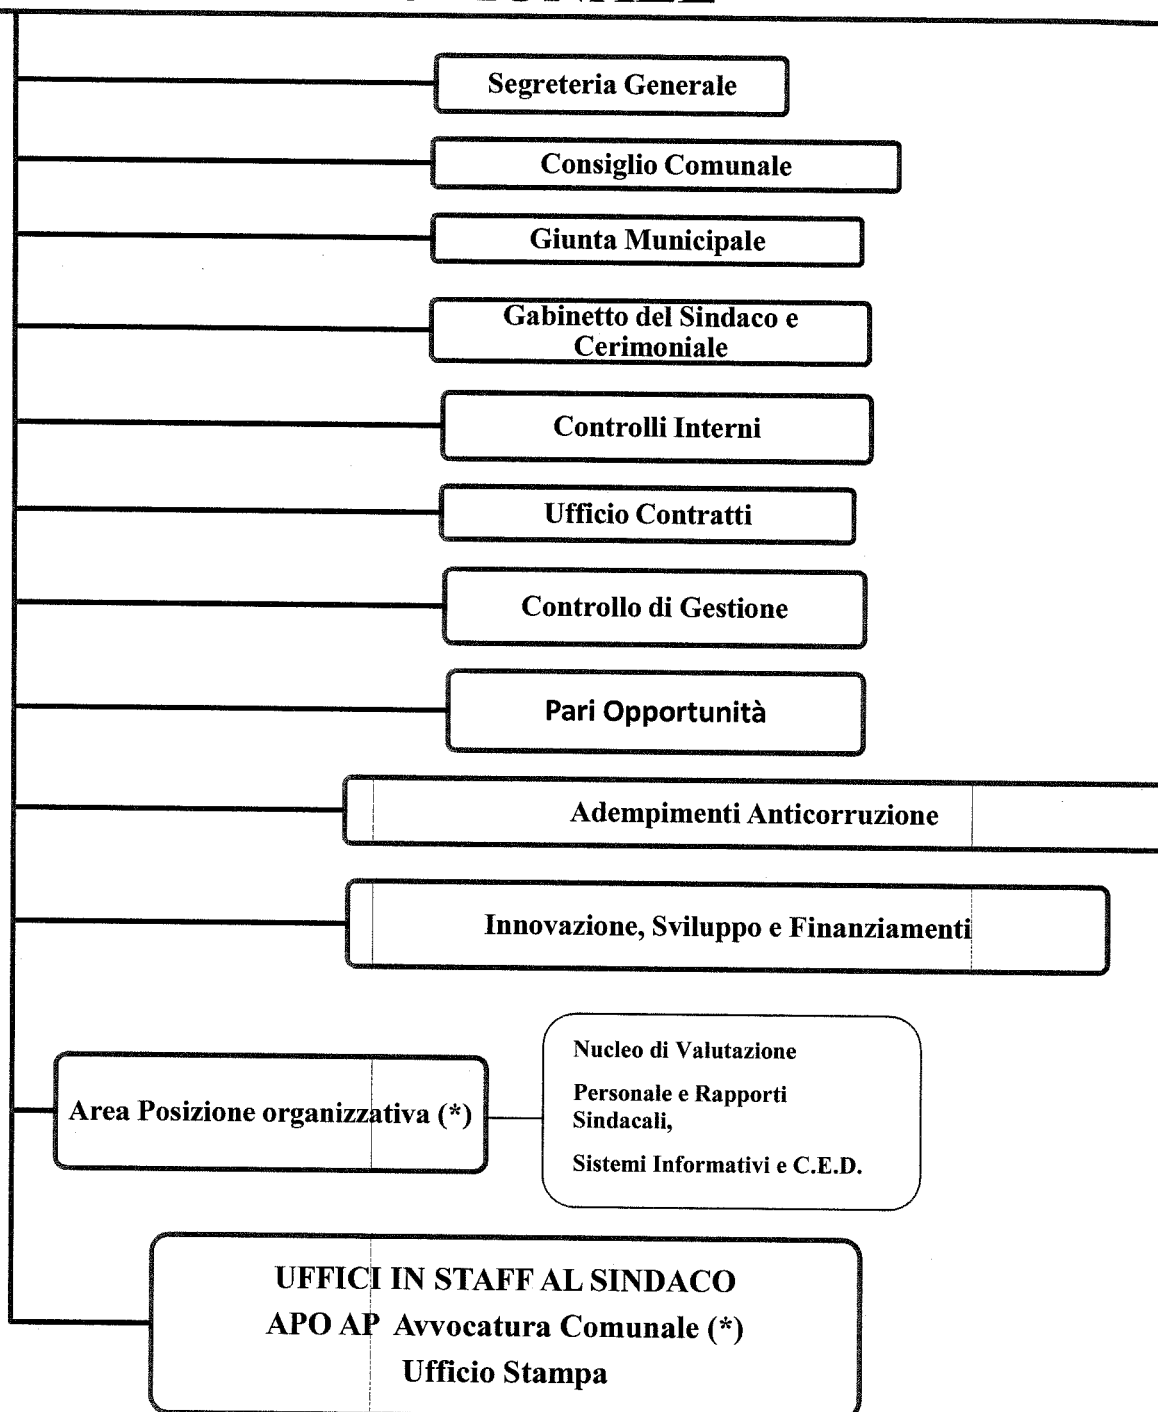 Segreteria Generale
Consiglio Comunale
Giunta Municipale
Gabinetto del Sindaco e
Cerimoniale
Controlli Interni
Ufficio Contratti
Controllo di Gestione
Pari Opportunità
Adempimenti Anticorruzione
Innovazione, Sviluppo e Finanziamenti
Area Posizione organizzativa (*)
Nucleo di Valutazione
Personale e Rapporti
Sindacali,
Sistemi Informativi e C.E.D.
UFFICI IN STAFF AL SINDACO
APO AP Avvocatura Comunale (*)
Ufficio Stampa